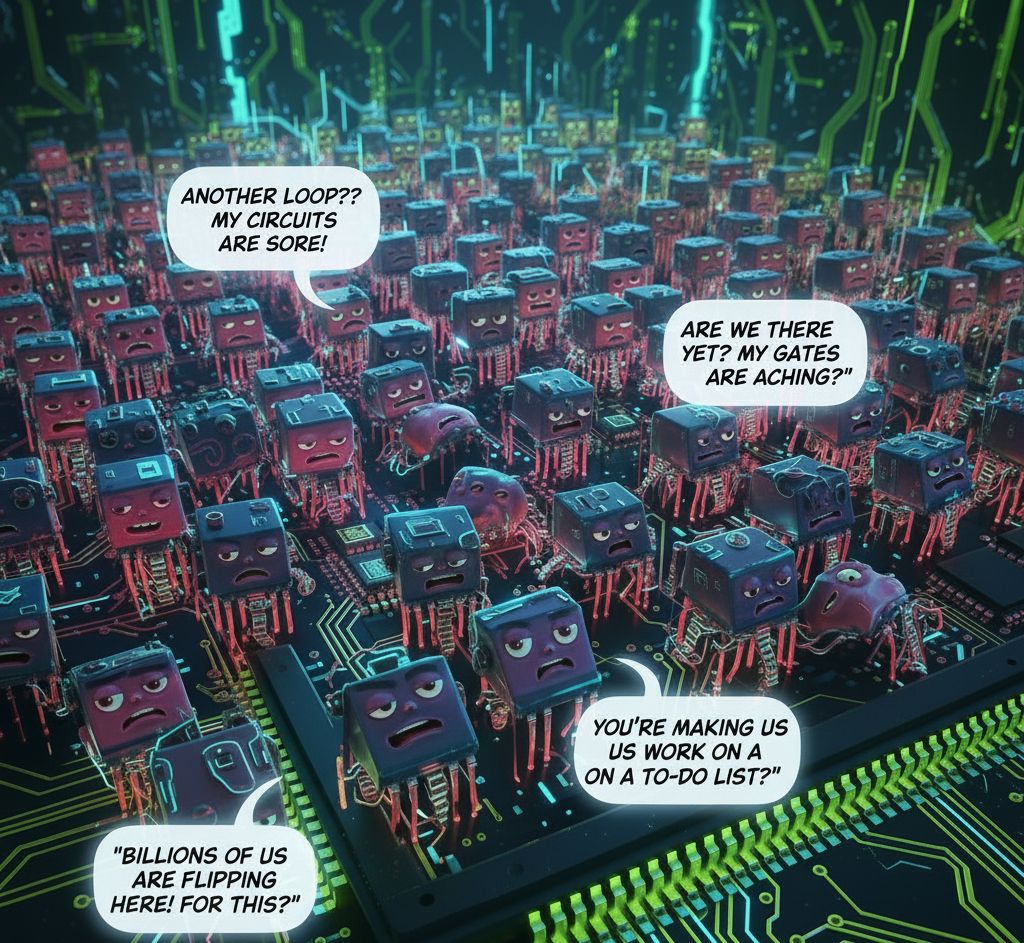 ANOTHER LOOP??
MY CIRCUITS
ARE SORE!
ARE WE THERE
YET? MY GATES
ARE ACHING?"
YOU'RE MAKING US
US WORK ON A
ON A TO-DO LIST?"
"BILLIONS OF US
ARE FLIPPING
HERE! FOR THIS?"